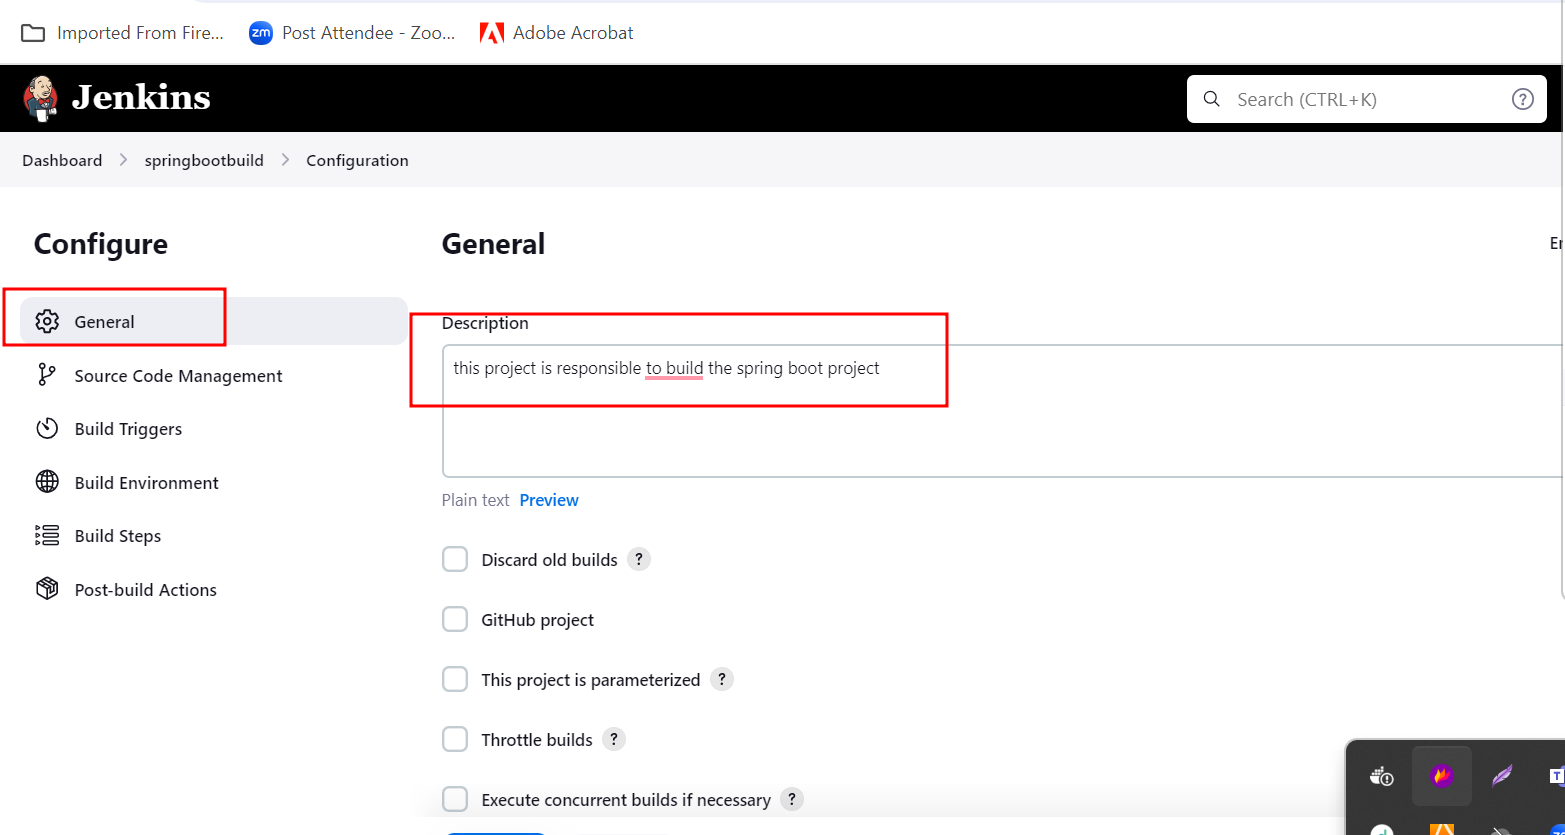 Imported From Fire... Post Attendee - Zoo... Adobe Acrobat
Jenkins Search (CTRL+K) ?
Dashboard springbootbuild Configuration
Configure
General
Source Code Management
Build Triggers
Build Environment
Build Steps
Post-build Actions
General
Description
this project is responsible to build the spring boot project
Plain text Preview
Discard old builds ?
GitHub project
This project is parameterized ?
Throttle builds ?
Execute concurrent builds if necessary ?